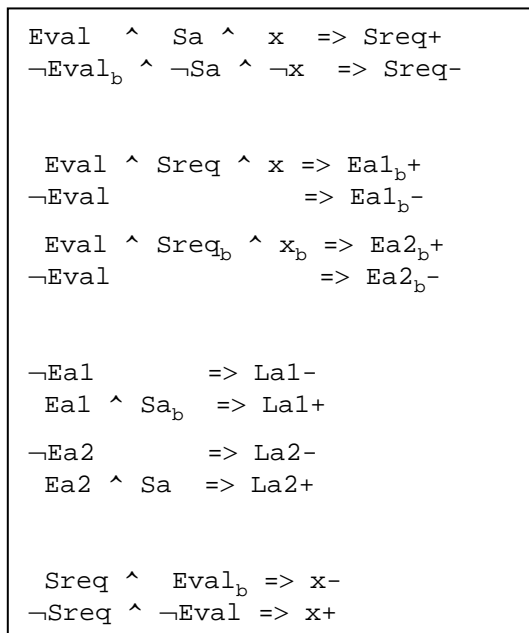 Eval ^ Sa ^ x => Sreq+
¬Eval_b ^ ¬Sa ^ ¬x => Sreq-
Eval ^ Sreq ^ x => Ea1_b+
¬Eval => Ea1_b-
Eval ^ Sreq_b ^ x_b => Ea2_b+
¬Eval => Ea2_b-
¬Ea1 => La1-
Ea1 ^ Sa_b => La1+
¬Ea2 => La2-
Ea2 ^ Sa => La2+
Sreq ^ Eval_b => x-
¬Sreq ^ ¬Eval => x+